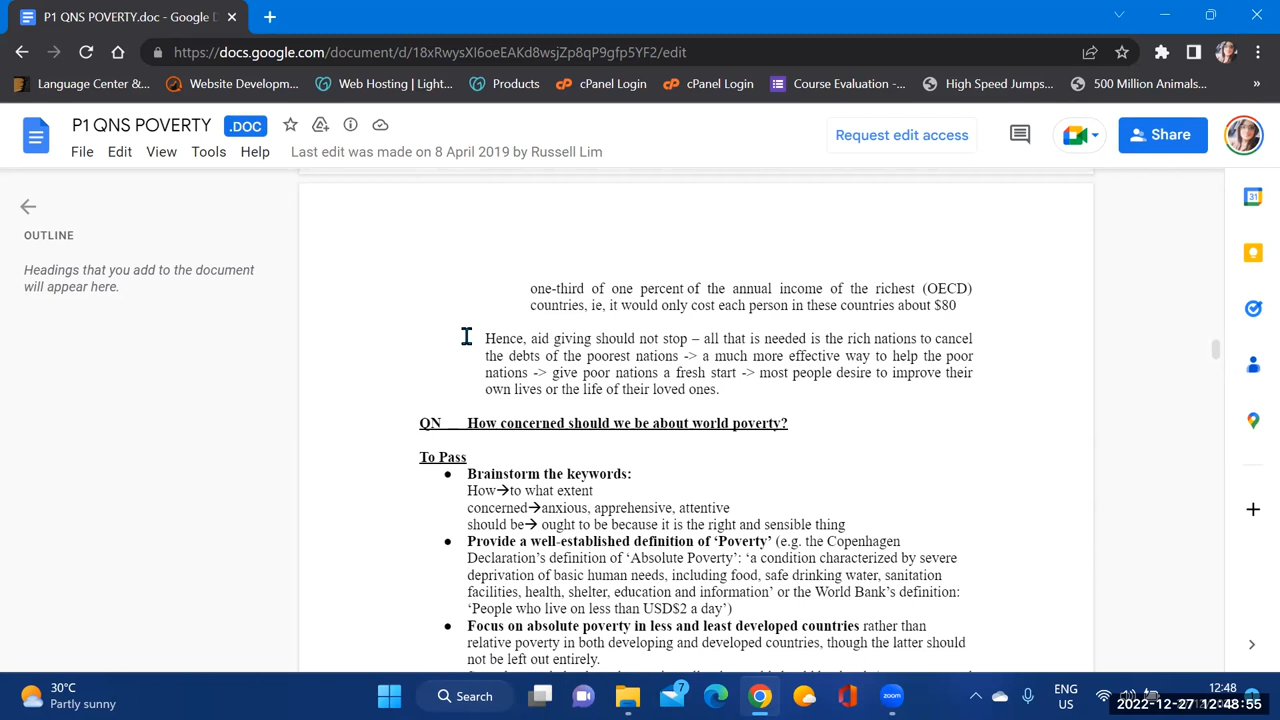 P1 QNS POVERTY.doc - Google D
https://docs.google.com/document/d/18xRwysXI6oeEAKd8wsjZp8qP9gfp5YF2/edit
Language Center &...
Website Develop...
Web Hosting | Light...
Products
cPanel Login
cPanel Login
Course Evaluation -...
High Speed Jumps...
500 Million Animals...
»
P1 QNS POVERTY
.DOC
File Edit View Tools Help
Last edit was made on 8 April 2019 by Russell Lim
Request edit access
Share
OUTLINE
Headings that you add to the document
will appear here.
one-third of one percent of the annual income of the richest (OECD)
countries, ie, it would only cost each person in these countries about $80
Hence, aid giving should not stop – all that is needed is the rich nations to cancel
the debts of the poorest nations -> a much more effective way to help the poor
nations -> give poor nations a fresh start -> most people desire to improve their
own lives or the life of their loved ones.
QN __ How concerned should we be about world poverty?
To Pass
● Brainstorm the keywords:
How→to what extent
concerned→anxious, apprehensive, attentive
should be→ ought to be because it is the right and sensible thing
● Provide a well-established definition of ‘Poverty’ (e.g. the Copenhagen
Declaration’s definition of ‘Absolute Poverty’: ‘a condition characterized by severe
deprivation of basic human needs, including food, safe drinking water, sanitation
facilities, health, shelter, education and information’ or the World Bank’s definition:
‘People who live on less than USD$2 a day’)
● Focus on absolute poverty in less and least developed countries rather than
relative poverty in both developing and developed countries, though the latter should
not be left out entirely.
31
30°C
Partly sunny
Search
7
zoom
ENG
US
12:48
2022-12-27 12:48:55